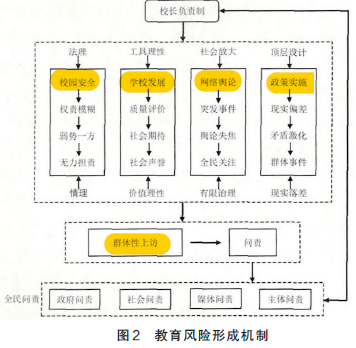 校长负责制
法理 工具理性 社会放大 顶层设计
校园安全 学校发展 网络舆论 政策实施
权责模糊 质量评价 突发事件 现实偏差
弱势一方 社会期待 舆论失焦 矛盾激化
无力担责 社会声誉 全民关注 群体事件
情理 价值理性 有限治理 现实落差
群体性上访 问责
全民问责 政府问责 社会问责 媒体问责 主体问责
图2 教育风险形成机制